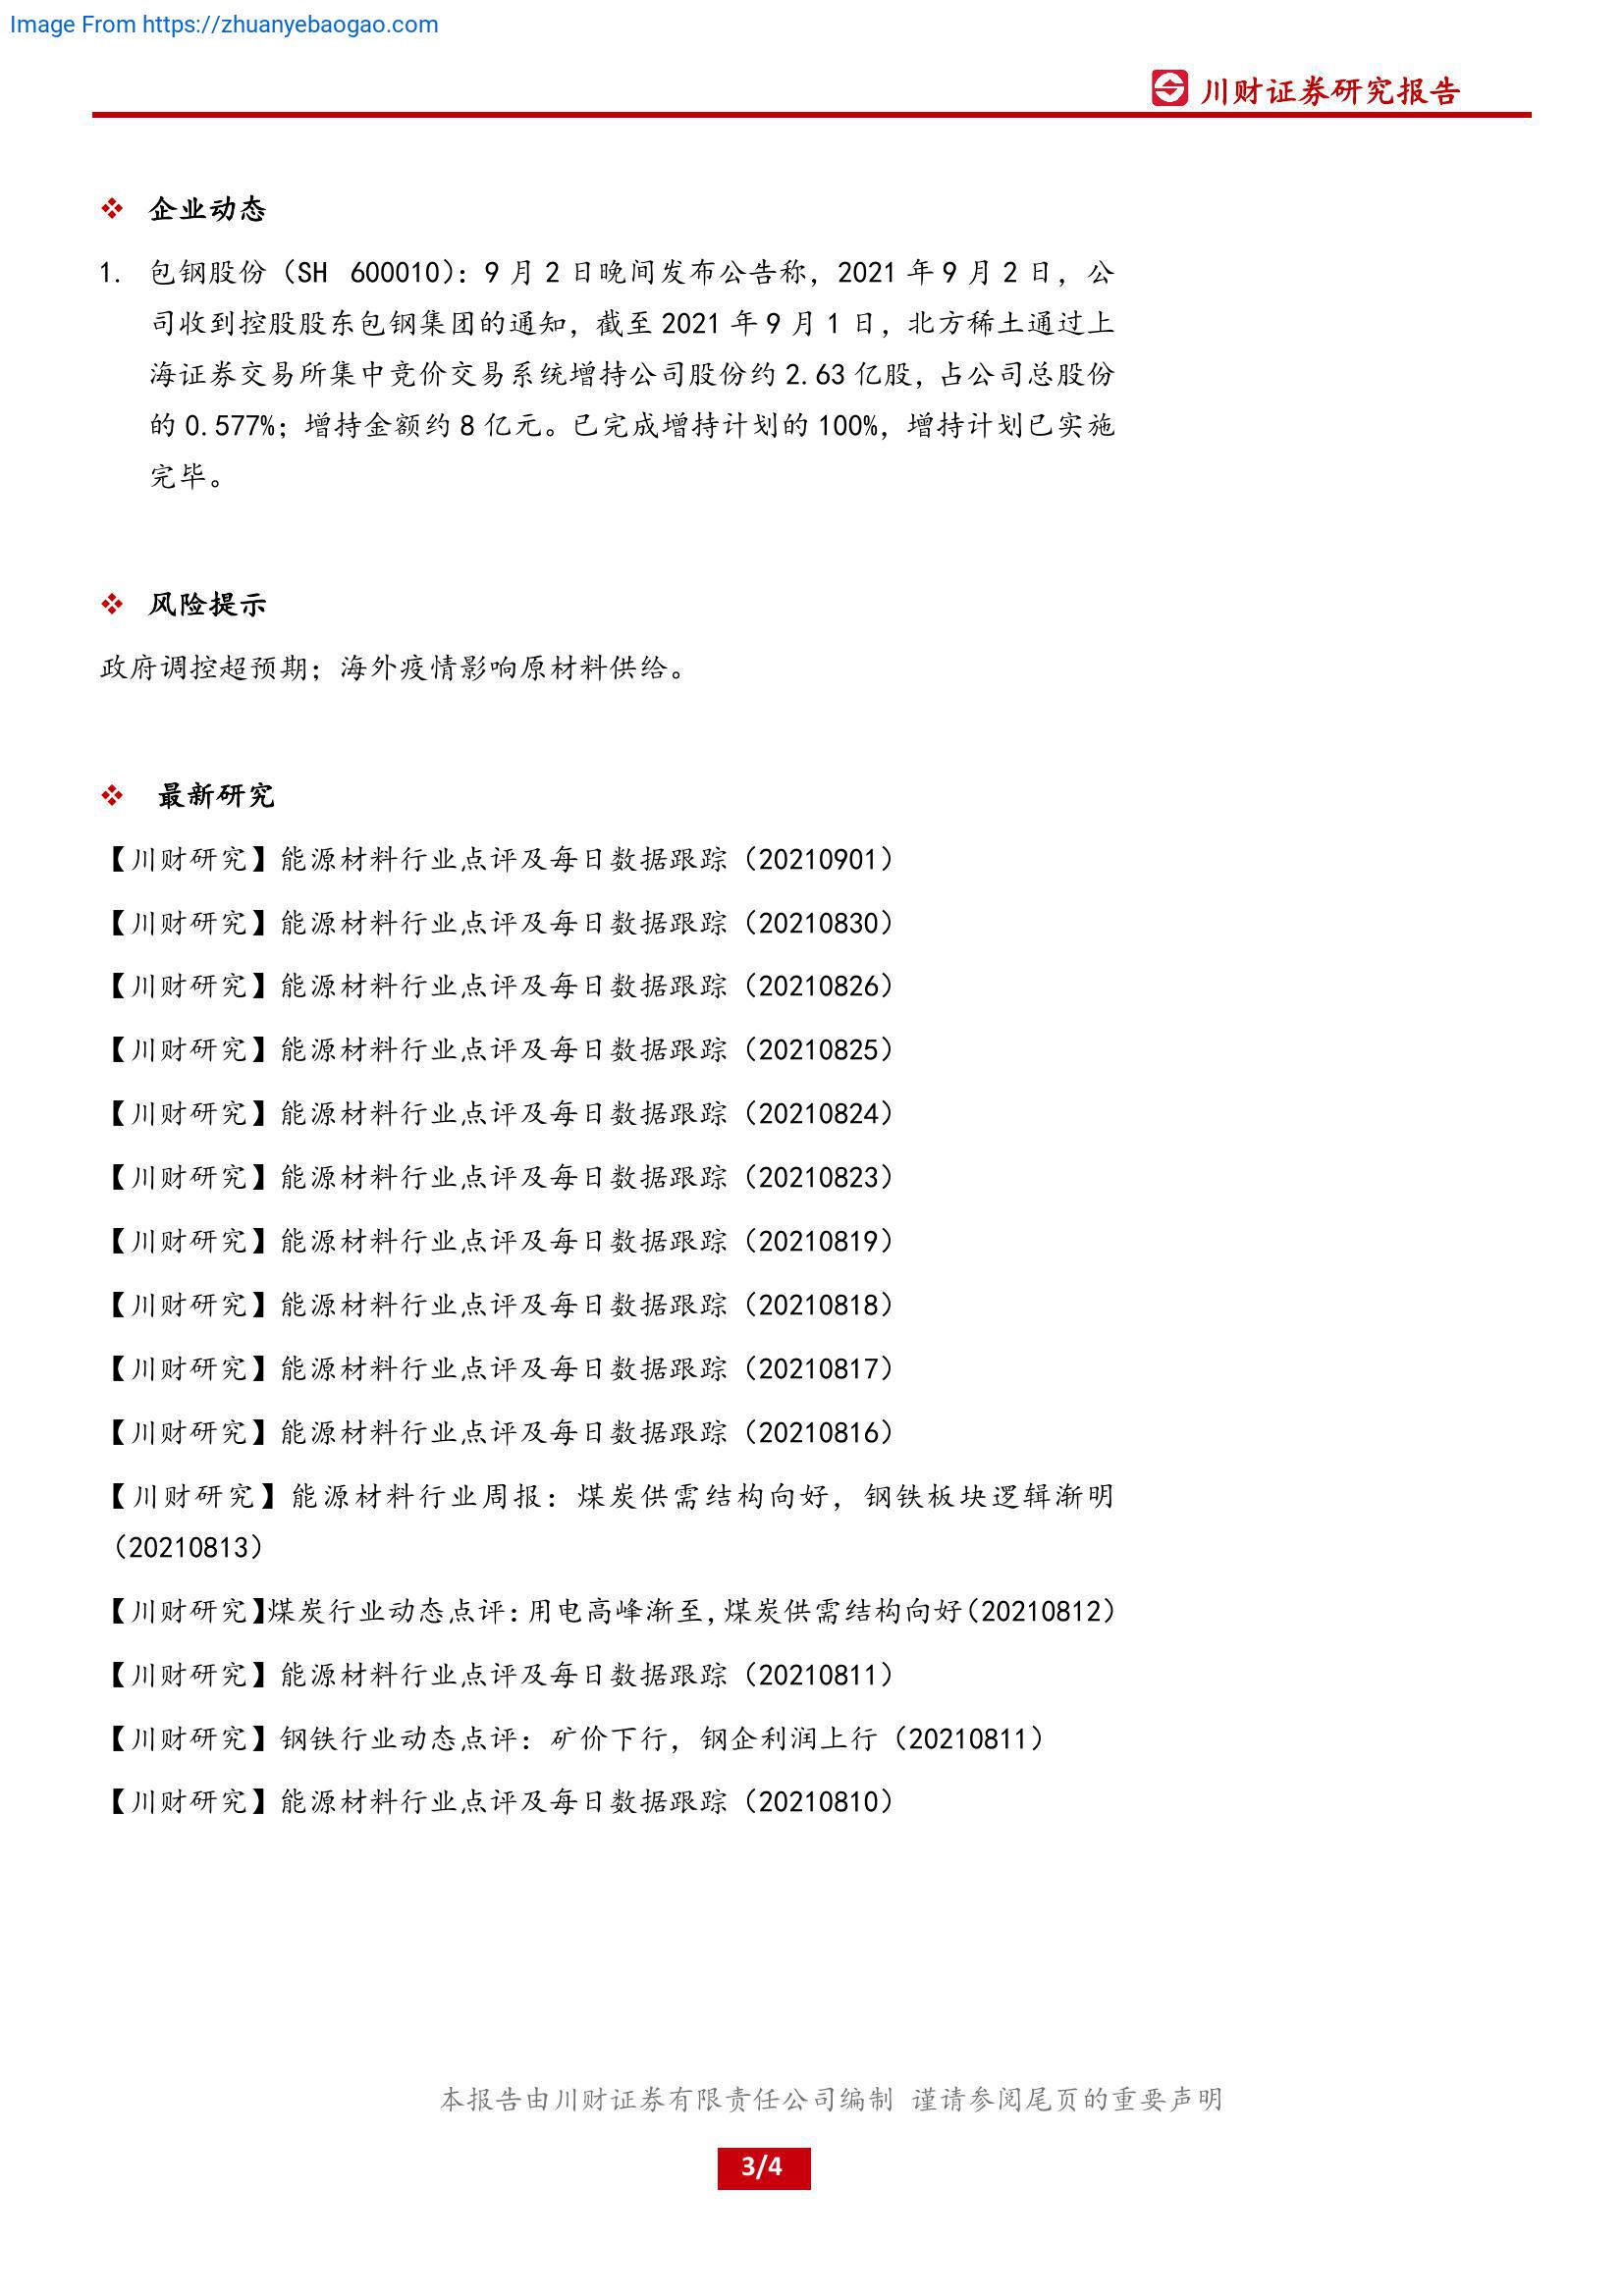 Image From https://zhuanyebaogao.com
川财证券研究报告
❖ 企业动态
1. 包钢股份（SH 600010）：9 月 2 日晚间发布公告称，2021 年 9 月 2 日，公
司收到控股股东包钢集团的通知，截至 2021 年 9 月 1 日，北方稀土通过上
海证券交易所集中竞价交易系统增持公司股份约 2.63 亿股，占公司总股份
的 0.577%；增持金额约 8 亿元。已完成增持计划的 100%，增持计划已实施
完毕。
❖ 风险提示
政府调控超预期；海外疫情影响原材料供给。
❖ 最新研究
【川财研究】能源材料行业点评及每日数据跟踪（20210901）
【川财研究】能源材料行业点评及每日数据跟踪（20210830）
【川财研究】能源材料行业点评及每日数据跟踪（20210826）
【川财研究】能源材料行业点评及每日数据跟踪（20210825）
【川财研究】能源材料行业点评及每日数据跟踪（20210824）
【川财研究】能源材料行业点评及每日数据跟踪（20210823）
【川财研究】能源材料行业点评及每日数据跟踪（20210819）
【川财研究】能源材料行业点评及每日数据跟踪（20210818）
【川财研究】能源材料行业点评及每日数据跟踪（20210817）
【川财研究】能源材料行业点评及每日数据跟踪（20210816）
【川财研究】能源材料行业周报：煤炭供需结构向好，钢铁板块逻辑渐明
（20210813）
【川财研究】煤炭行业动态点评：用电高峰渐至，煤炭供需结构向好（20210812）
【川财研究】能源材料行业点评及每日数据跟踪（20210811）
【川财研究】钢铁行业动态点评：矿价下行，钢企利润上行（20210811）
【川财研究】能源材料行业点评及每日数据跟踪（20210810）
本报告由川财证券有限责任公司编制 谨请参阅尾页的重要声明
3/4